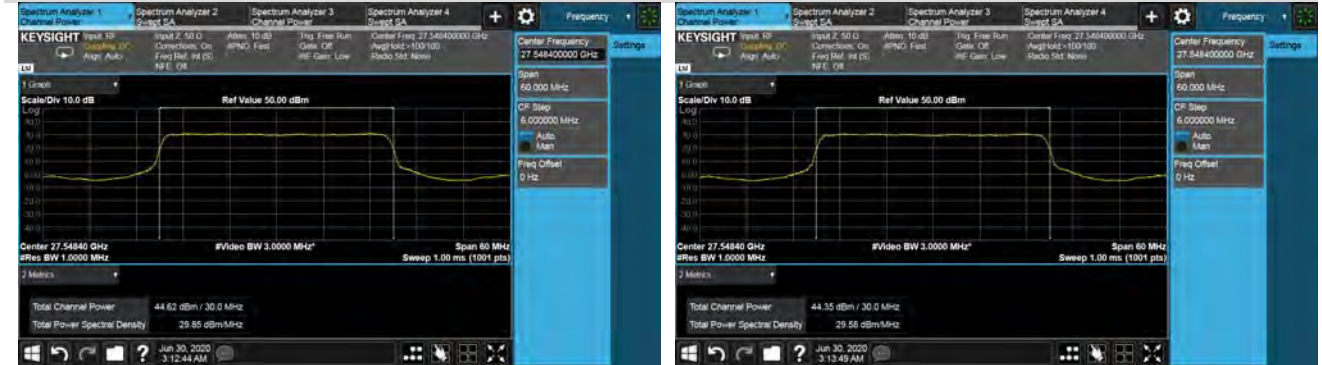 Spectrum Analyzer 1
Channel Power
Spectrum Analyzer 2
Swept SA
Spectrum Analyzer 3
Channel Power
Spectrum Analyzer 4
Swept SA
+
Frequency
KEYSIGHT
Input: RF
Coupling: DC
Align: Auto
Input Z: 50 Ω
Corrections: On
Freq Ref: Int (S)
NFE: Off
Atten: 10 dB
#PNO: Fast
Trig: Free Run
Gate: Off
#IF Gain: Low
Center Freq: 27.548400000 GHz
Avg|Hold:>100/100
Radio Std: None
LM
Center Frequency
27.548400000 GHz
Settings
Span
60.000 MHz
CF Step
6.000000 MHz
Auto
Man
Freq Offset
0 Hz
1 Graph
Scale/Div 10.0 dB
Ref Value 50.00 dBm
Log
Center 27.54840 GHz
#Video BW 3.0000 MHz*
Span 60 MHz
#Res BW 1.0000 MHz
Sweep 1.00 ms (1001 pts)
2 Metrics
Total Channel Power 44.62 dBm / 30.0 MHz
Total Power Spectral Density 29.85 dBm/MHz
?
Jun 30, 2020
3:12:44 AM
Spectrum Analyzer 1
Channel Power
Spectrum Analyzer 2
Swept SA
Spectrum Analyzer 3
Channel Power
Spectrum Analyzer 4
Swept SA
+
Frequency
KEYSIGHT
Input: RF
Coupling: DC
Align: Auto
Input Z: 50 Ω
Corrections: On
Freq Ref: Int (S)
NFE: Off
Atten: 10 dB
#PNO: Fast
Trig: Free Run
Gate: Off
#IF Gain: Low
Center Freq: 27.548400000 GHz
Avg|Hold:>100/100
Radio Std: None
LM
Center Frequency
27.548400000 GHz
Settings
Span
60.000 MHz
CF Step
6.000000 MHz
Auto
Man
Freq Offset
0 Hz
1 Graph
Scale/Div 10.0 dB
Ref Value 50.00 dBm
Log
Center 27.54840 GHz
#Video BW 3.0000 MHz*
Span 60 MHz
#Res BW 1.0000 MHz
Sweep 1.00 ms (1001 pts)
2 Metrics
Total Channel Power 44.35 dBm / 30.0 MHz
Total Power Spectral Density 29.58 dBm/MHz
?
Jun 30, 2020
3:13:49 AM